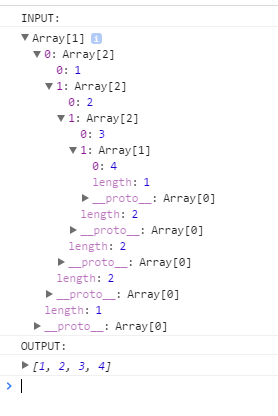 INPUT:
▼ Array[1] i
▼ 0: Array[2]
0: 1
▼ 1: Array[2]
0: 2
▼ 1: Array[2]
0: 3
▼ 1: Array[1]
0: 4
length: 1
▶ __proto__: Array[0]
length: 2
▶ __proto__: Array[0]
length: 2
▶ __proto__: Array[0]
length: 2
▶ __proto__: Array[0]
length: 1
▶ __proto__: Array[0]
OUTPUT:
▶ [1, 2, 3, 4]
>